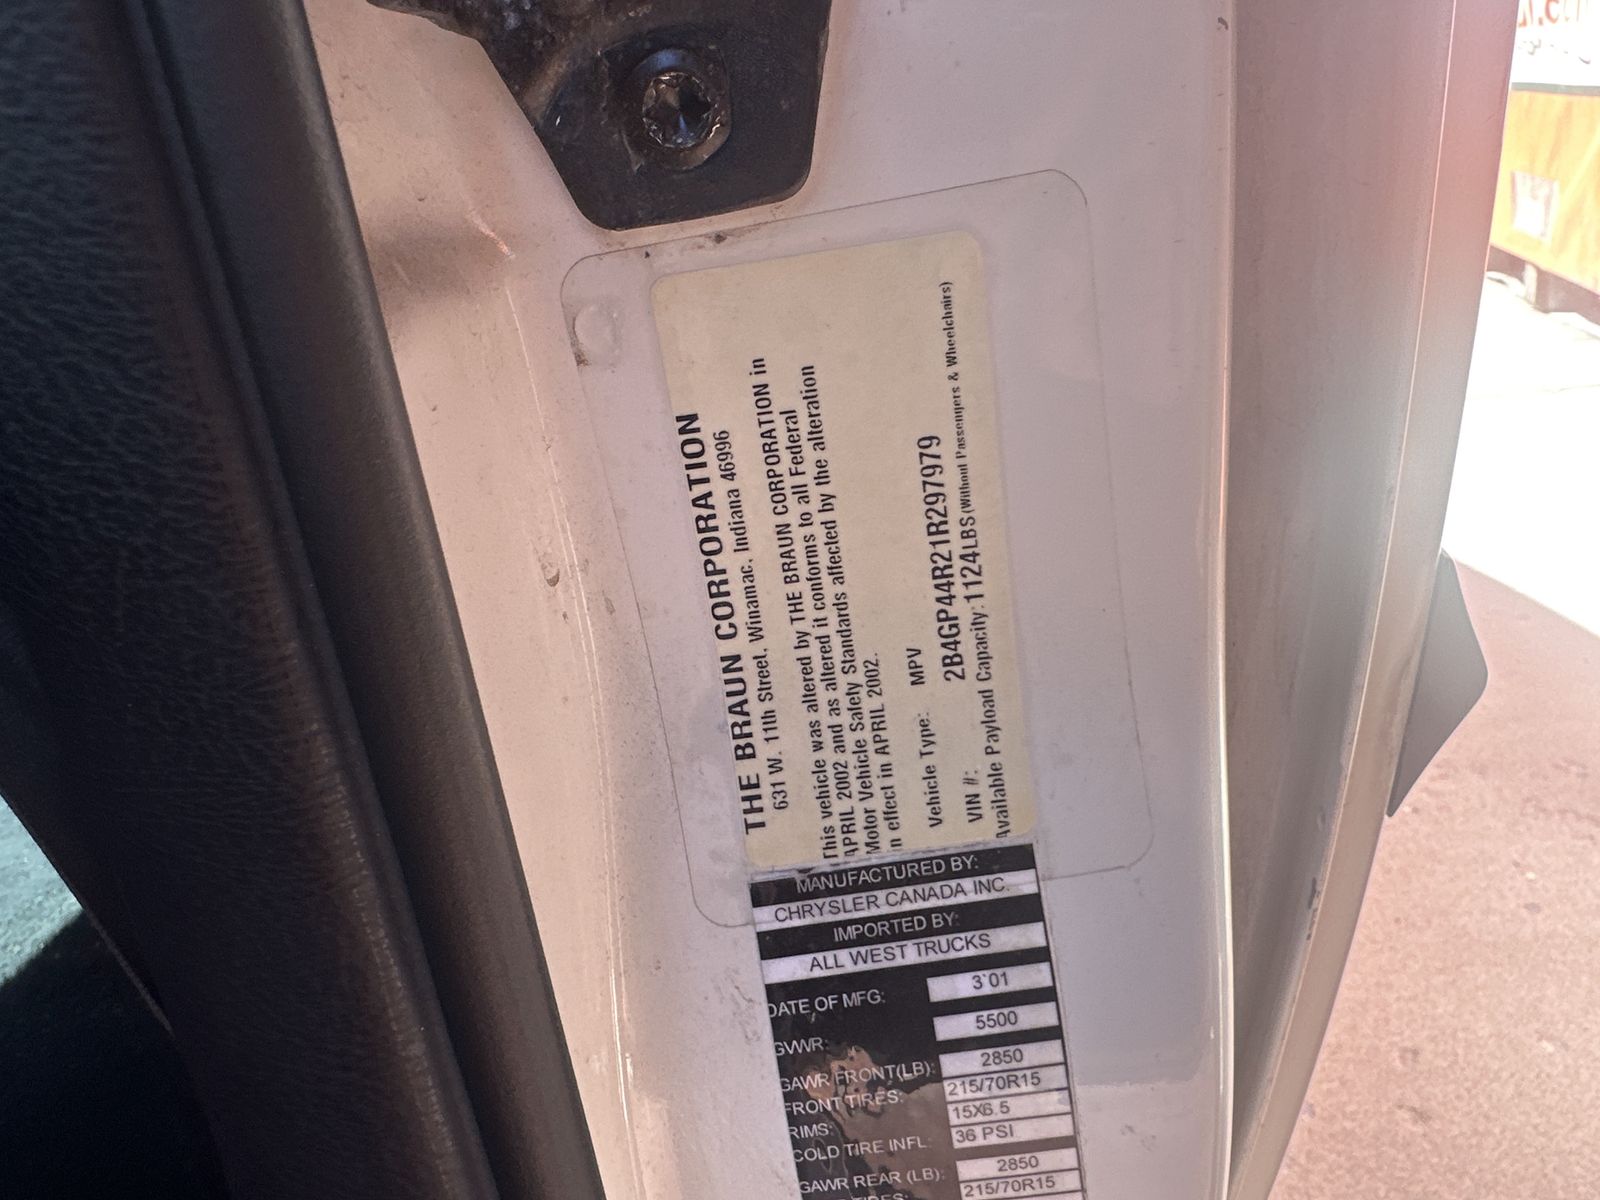 THE BRAUN CORPORATION
631 W. 11th Street, Winamac, Indiana 46996
This vehicle was altered by THE BRAUN CORPORATION in
APRIL 2002 and as altered it conforms to all Federal
Motor Vehicle Safety Standards affected by the alteration
in effect in APRIL 2002.
Vehicle Type: MPV
VIN #: 2B4GP44R21R297979
Available Payload Capacity: 1124LBS (Without Passengers & Wheelchairs)
MANUFACTURED BY:
CHRYSLER CANADA INC.
IMPORTED BY:
ALL WEST TRUCKS
DATE OF MFG: 3'01
GVWR: 5500
GAWR FRONT(LB): 2850
FRONT TIRES: 215/70R15
RIMS: 15X6.5
COLD TIRE INFL: 36 PSI
GAWR REAR (LB): 2850
TIRES: 215/70R15